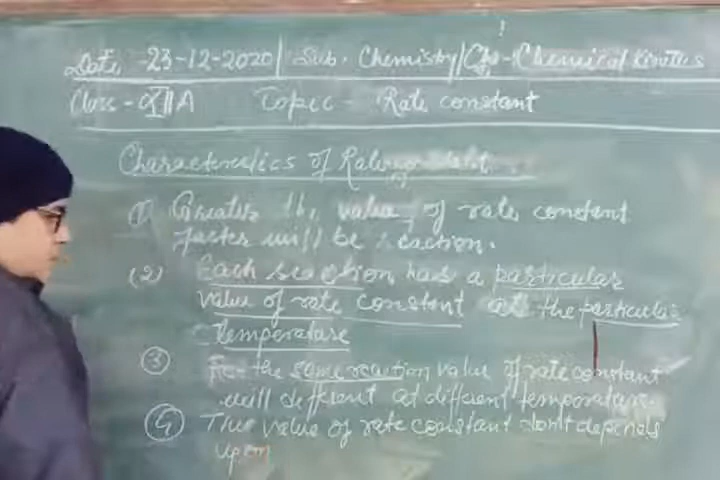 Date 23-12-2020 | Sub. Chemistry | Cha - Chemical Kinetics
Class - XII A Topic - Rate constant
Characteristics of Rate constant
(1) Greater the value of rate constant
faster will be reaction.
(2) Each reaction has a particular
value of rate constant at the particular
temperature
(3) For the same reaction value of rate constant
will different at different temperature.
(4) The value of rate constant don't depends
upon